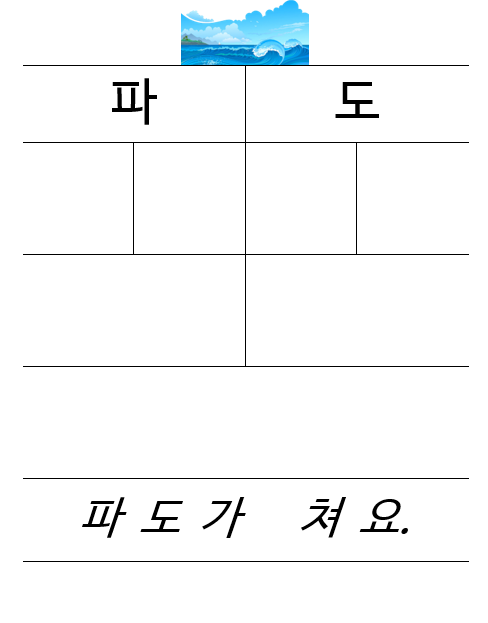 파 도
파 도 가 쳐 요.